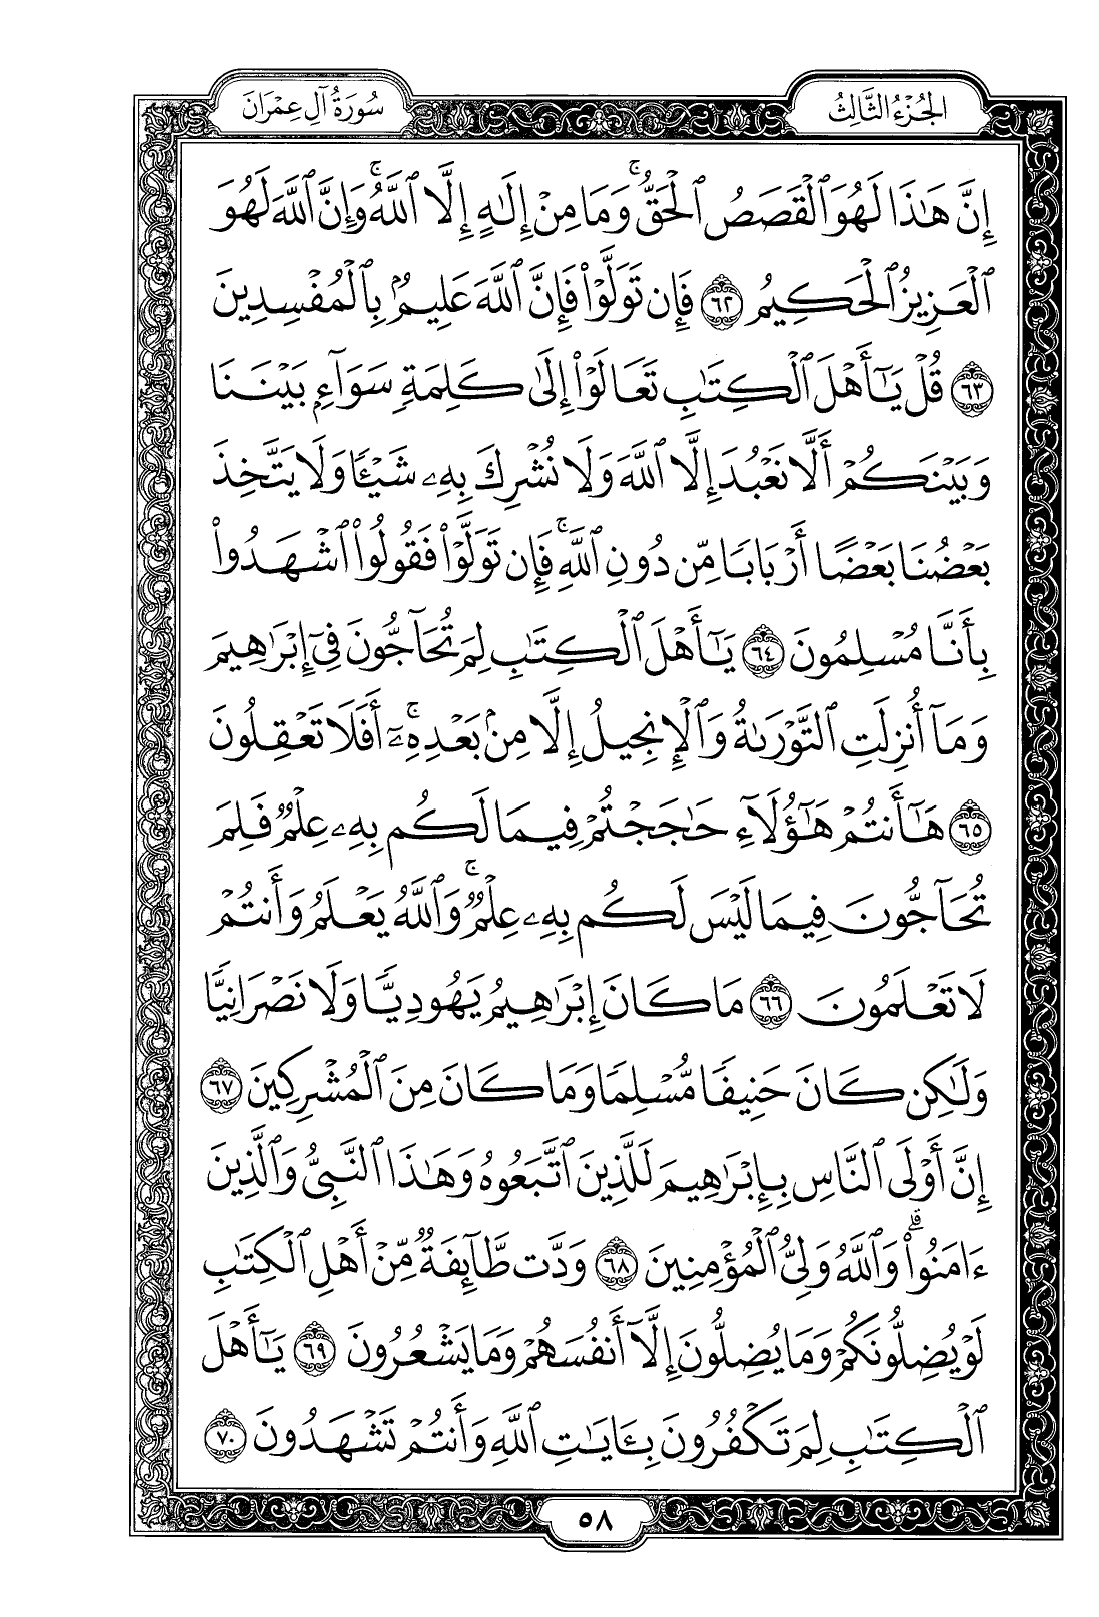 الجُزْءُ الثَّالِثُ
سُورَةُ آلِ عِمْرَانَ
إِنَّ هَٰذَا لَهُوَ ٱلْقَصَصُ ٱلْحَقُّۚ وَمَا مِنْ إِلَٰهٍ إِلَّا ٱللَّهُۚ وَإِنَّ ٱللَّهَ لَهُوَ
ٱلْعَزِيزُ ٱلْحَكِيمُ ٦٢ فَإِن تَوَلَّوْا۟ فَإِنَّ ٱللَّهَ عَلِيمٌۢ بِٱلْمُفْسِدِينَ
٦٣ قُلْ يَٰٓأَهْلَ ٱلْكِتَٰبِ تَعَالَوْا۟ إِلَىٰ كَلِمَةٍ سَوَآءٍۭ بَيْنَنَا
وَبَيْنَكُمْ أَلَّا نَعْبُدَ إِلَّا ٱللَّهَ وَلَا نُشْرِكَ بِهِۦ شَيْـًٔا وَلَا يَتَّخِذَ
بَعْضُنَا بَعْضًا أَرْبَابًا مِّن دُونِ ٱللَّهِۚ فَإِن تَوَلَّوْا۟ فَقُولُوا۟ ٱشْهَدُوا۟
بِأَنَّا مُسْلِمُونَ ٦٤ يَٰٓأَهْلَ ٱلْكِتَٰبِ لِمَ تُحَآجُّونَ فِىٓ إِبْرَٰهِيمَ
وَمَآ أُنزِلَتِ ٱلتَّوْرَىٰةُ وَٱلْإِنجِيلُ إِلَّا مِنۢ بَعْدِهِۦٓۚ أَفَلَا تَعْقِلُونَ
٦٥ هَٰٓأَنتُمْ هَٰٓؤُلَآءِ حَٰجَجْتُمْ فِيمَا لَكُم بِهِۦ عِلْمٌ فَلِمَ
تُحَآجُّونَ فِيمَا لَيْسَ لَكُم بِهِۦ عِلْمٌۚ وَٱللَّهُ يَعْلَمُ وَأَنتُمْ
لَا تَعْلَمُونَ ٦٦ مَا كَانَ إِبْرَٰهِيمُ يَهُودِيًّا وَلَا نَصْرَانِيًّا
وَلَٰكِن كَانَ حَنِيفًا مُّسْلِمًا وَمَا كَانَ مِنَ ٱلْمُشْرِكِينَ ٦٧
إِنَّ أَوْلَى ٱلنَّاسِ بِإِبْرَٰهِيمَ لَلَّذِينَ ٱتَّبَعُوهُ وَهَٰذَا ٱلنَّبِىُّ وَٱلَّذِينَ
ءَامَنُوا۟ۗ وَٱللَّهُ وَلِىُّ ٱلْمُؤْمِنِينَ ٦٨ وَدَّت طَّآئِفَةٌ مِّنْ أَهْلِ ٱلْكِتَٰبِ
لَوْ يُضِلُّونَكُمْ وَمَا يُضِلُّونَ إِلَّآ أَنفُسَهُمْ وَمَا يَشْعُرُونَ ٦٩ يَٰٓأَهْلَ
ٱلْكِتَٰبِ لِمَ تَكْفُرُونَ بِـَٔايَٰتِ ٱللَّهِ وَأَنتُمْ تَشْهَدُونَ ٧٠
٥٨